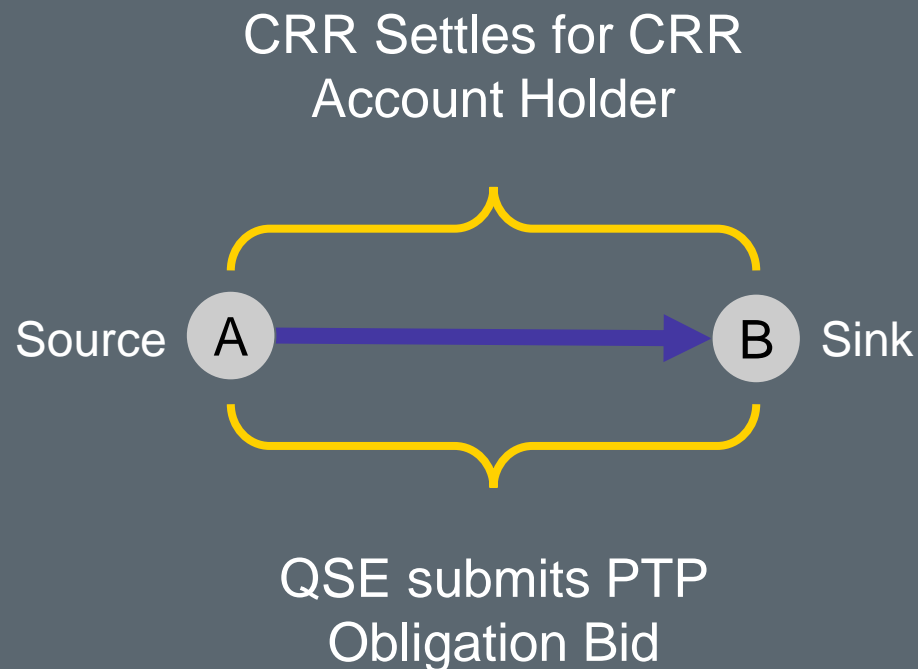 CRR Settles for CRR
Account Holder
Source A B Sink
QSE submits PTP
Obligation Bid